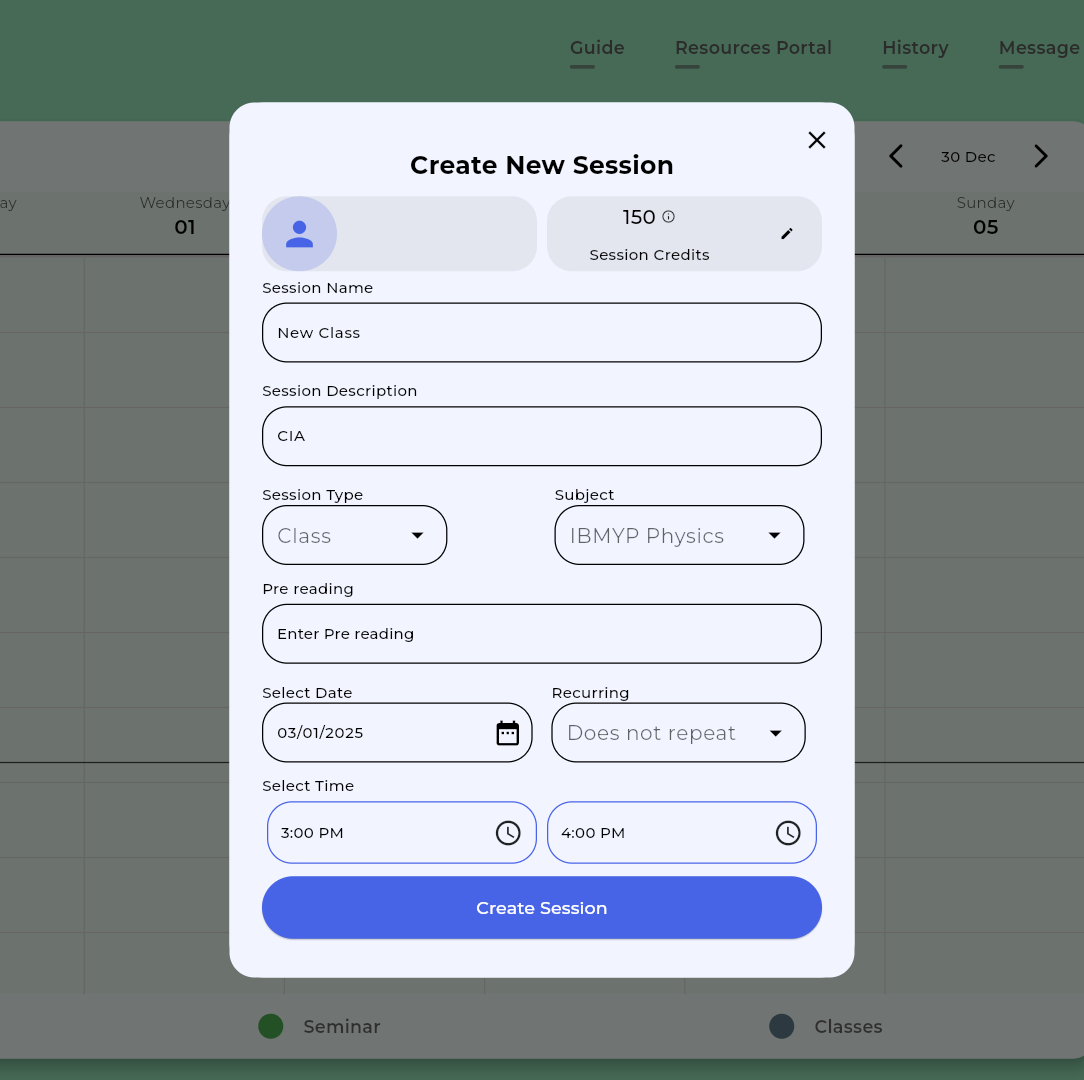 Guide Resources Portal History Message
30 Dec
ay Wednesday Sunday
01 05
Create New Session
150
Session Credits
Session Name
New Class
Session Description
CIA
Session Type Subject
Class IBMYP Physics
Pre reading
Enter Pre reading
Select Date Recurring
03/01/2025 Does not repeat
Select Time
3:00 PM 4:00 PM
Create Session
Seminar Classes